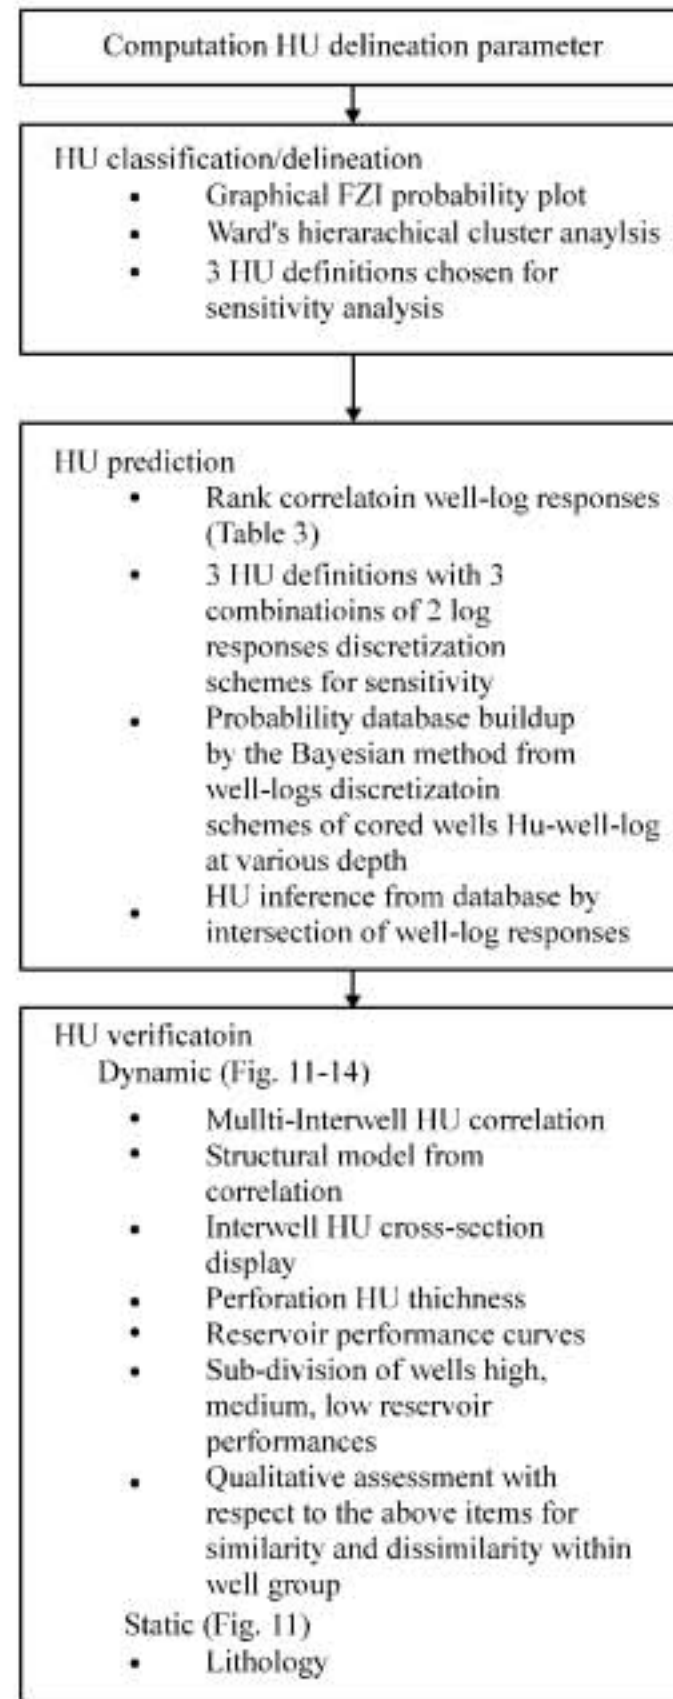 Computation HU delineation parameter
HU classification/delineation
▪ Graphical FZI probability plot
▪ Ward's hierarachical cluster anaylsis
▪ 3 HU definitions chosen for
sensitivity analysis
HU prediction
• Rank correlatoin well-log responses
(Table 3)
• 3 HU definitions with 3
combinatioins of 2 log
responses discretization
schemes for sensitivity
• Probablility database buildup
by the Bayesian method from
well-logs discretizatoin
schemes of cored wells Hu-well-log
at various depth
• HU inference from database by
intersection of well-log responses
HU verificatoin
Dynamic (Fig. 11-14)
• Mullti-Interwell HU correlation
• Structural model from
correlation
• Interwell HU cross-section
display
• Perforation HU thichness
• Reservoir performance curves
• Sub-division of wells high,
medium, low reservoir
performances
• Qualitative assessment with
respect to the above items for
similarity and dissimilarity within
well group
Static (Fig. 11)
• Lithology